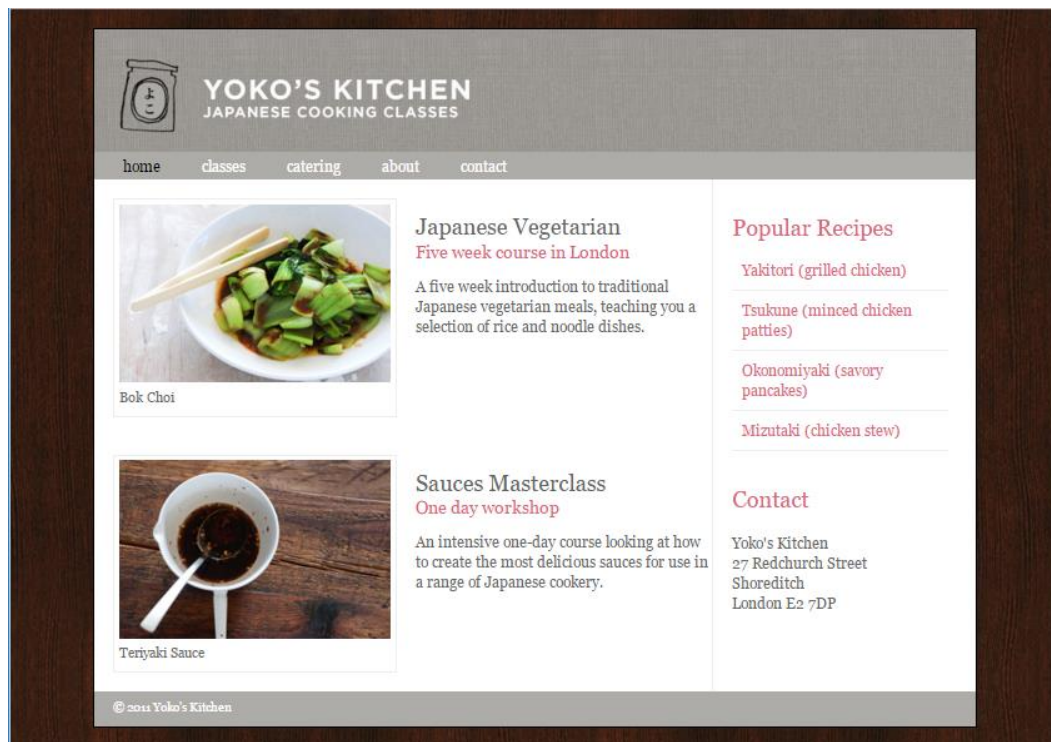 よこ
YOKO'S KITCHEN
JAPANESE COOKING CLASSES
home classes catering about contact
Japanese Vegetarian
Five week course in London
A five week introduction to traditional
Japanese vegetarian meals, teaching you a
selection of rice and noodle dishes.
Bok Choi
Sauces Masterclass
One day workshop
An intensive one-day course looking at how
to create the most delicious sauces for use in
a range of Japanese cookery.
Teriyaki Sauce
Popular Recipes
Yakitori (grilled chicken)
Tsukune (minced chicken
patties)
Okonomiyaki (savory
pancakes)
Mizutaki (chicken stew)
Contact
Yoko's Kitchen
27 Redchurch Street
Shoreditch
London E2 7DP
© 2011 Yoko's Kitchen